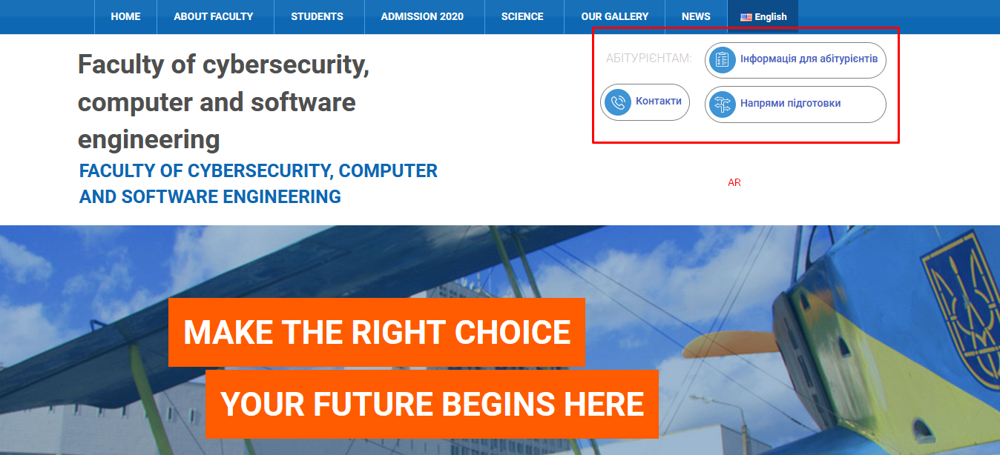 HOME ABOUT FACULTY STUDENTS ADMISSION 2020 SCIENCE OUR GALLERY NEWS English
Faculty of cybersecurity,
computer and software
engineering
FACULTY OF CYBERSECURITY, COMPUTER
AND SOFTWARE ENGINEERING
АБІТУРІЄНТАМ:
Інформація для абітурієнтів
Контакти
Напрями підготовки
AR
MAKE THE RIGHT CHOICE
YOUR FUTURE BEGINS HERE